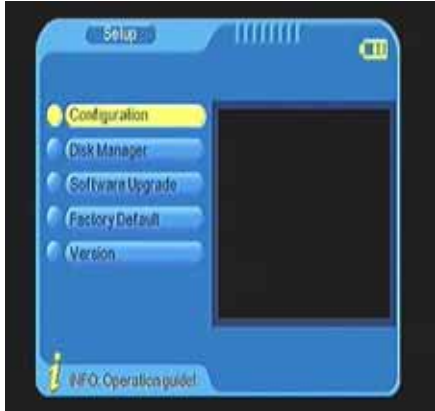 Setup
Configuration
Disk Manager
Software Upgrade
Factory Default
Version
INFO: Operation guide!